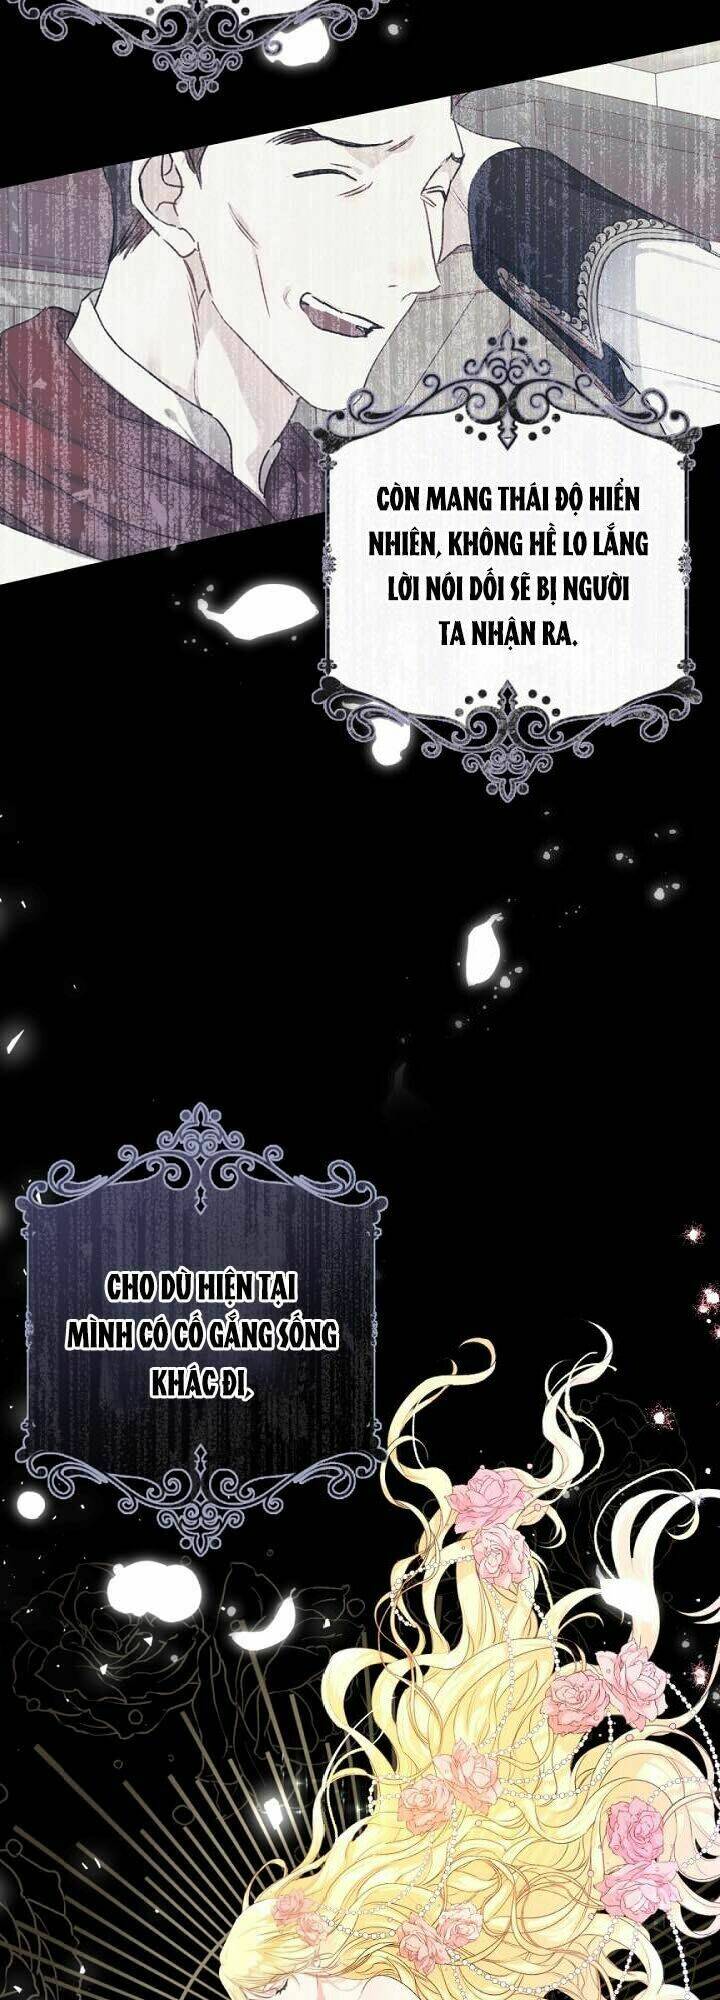 CÒN MANG THÁI ĐỘ HIỂN
NHIÊN, KHÔNG HỀ LO LẮNG
LỜI NÓI DỐI SẼ BỊ NGƯỜI
TA NHẬN RA.
CHO DÙ HIỆN TẠI
MÌNH CÓ CỐ GẮNG SỐNG
KHÁC ĐI,